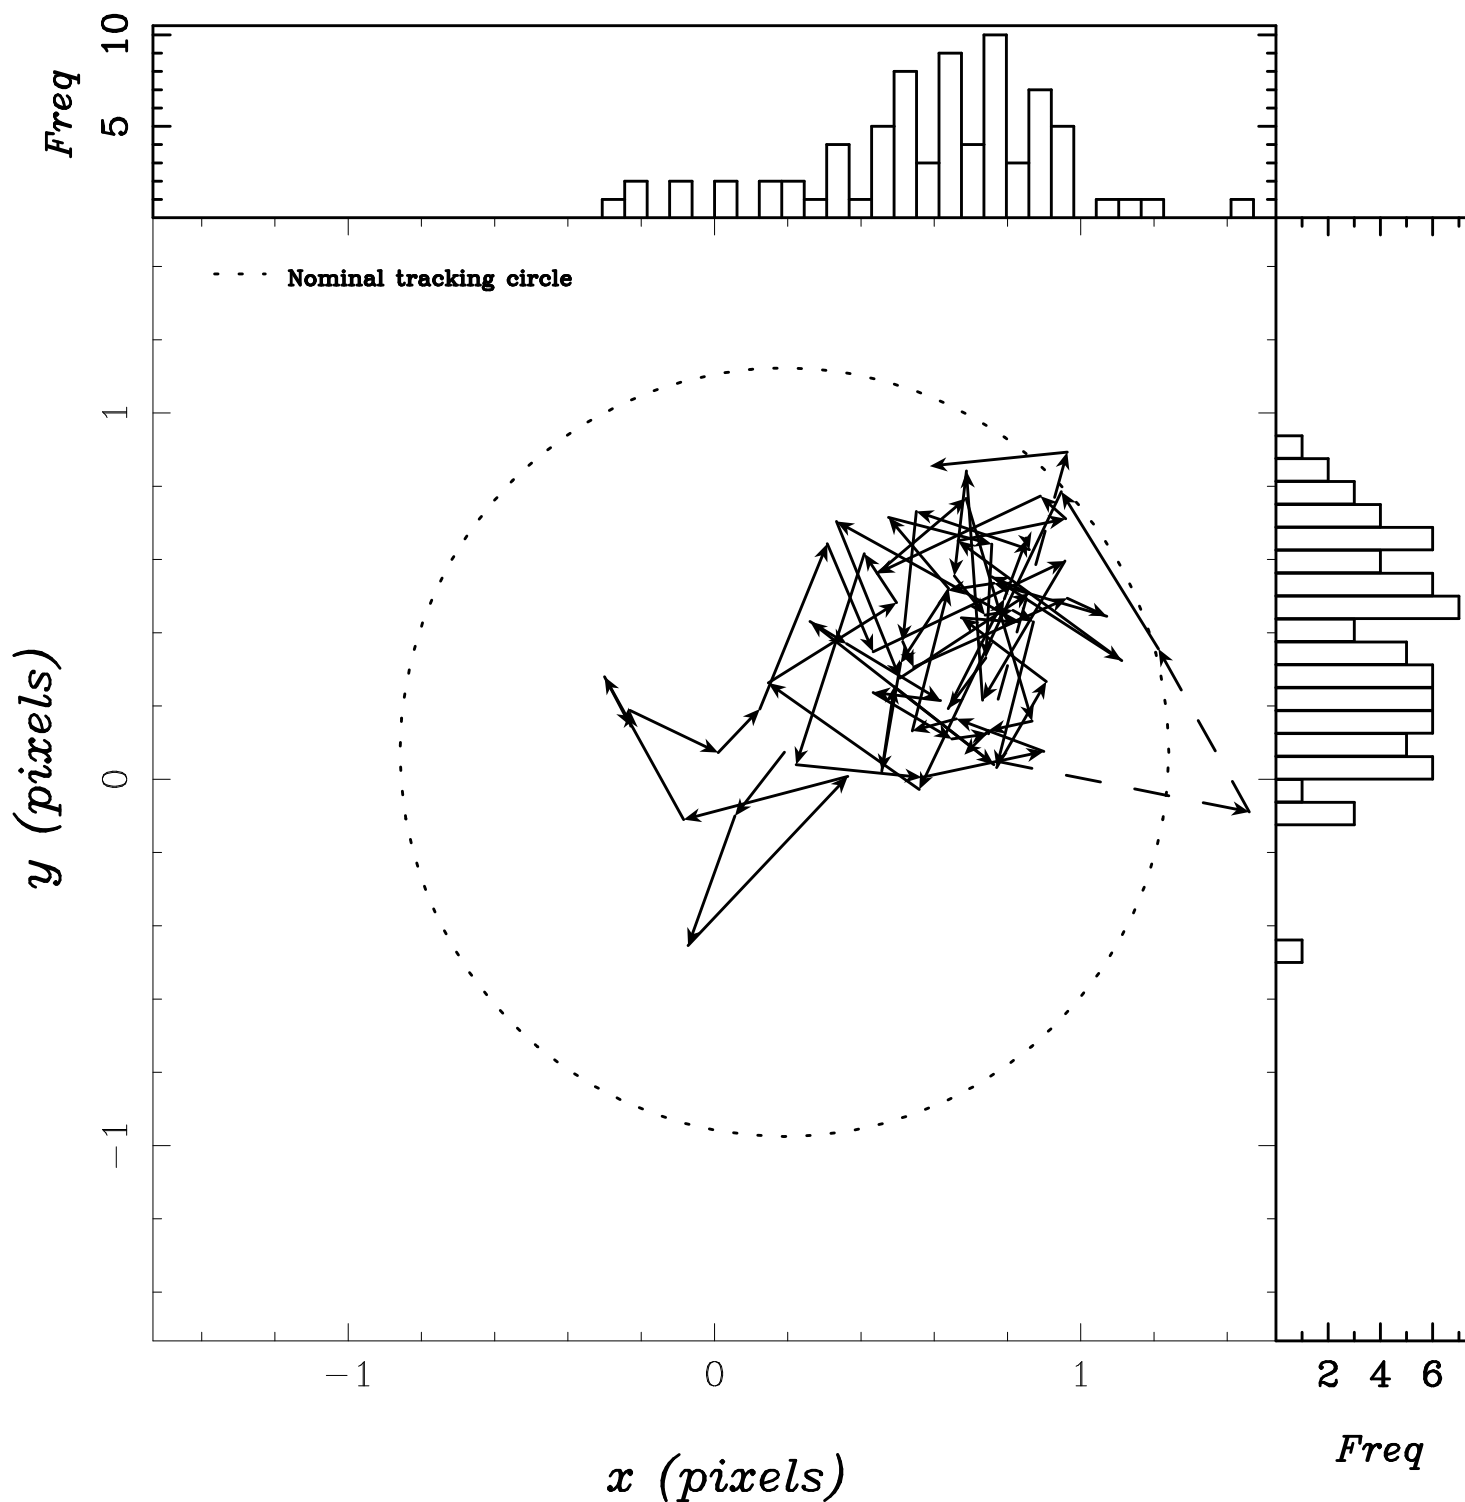 10
5
Freq
Nominal tracking circle
1
0
−1
y (pixels)
−1 0 1
2 4 6
x (pixels)
Freq